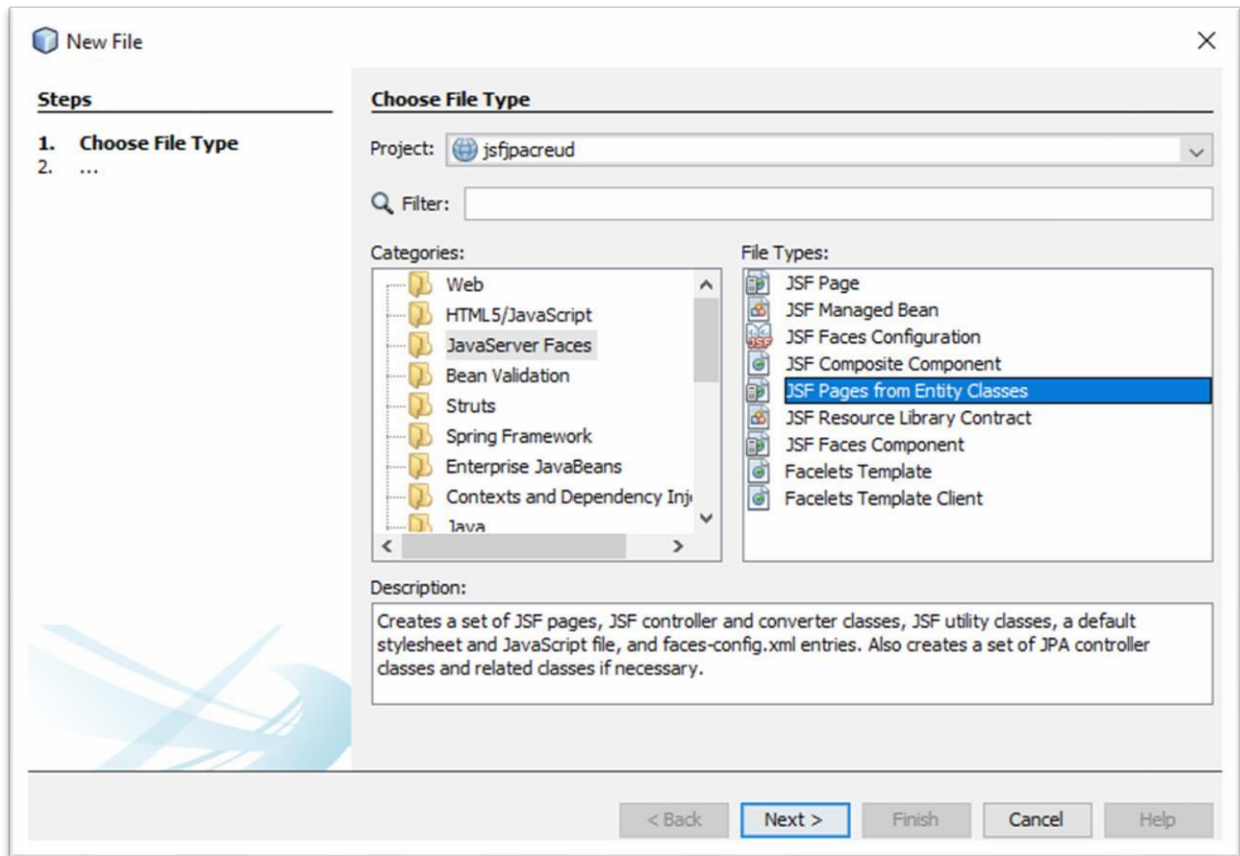 New File
Steps
1. Choose File Type
2. ...
Choose File Type
Project: jsfjpacreud
Filter:
Categories:
Web
HTML5/JavaScript
JavaServer Faces
Bean Validation
Struts
Spring Framework
Enterprise JavaBeans
Contexts and Dependency Inj
Java
File Types:
JSF Page
JSF Managed Bean
JSF Faces Configuration
JSF Composite Component
JSF Pages from Entity Classes
JSF Resource Library Contract
JSF Faces Component
Facelets Template
Facelets Template Client
Description:
Creates a set of JSF pages, JSF controller and converter classes, JSF utility classes, a default
stylesheet and JavaScript file, and faces-config.xml entries. Also creates a set of JPA controller
classes and related classes if necessary.
< Back Next > Finish Cancel Help